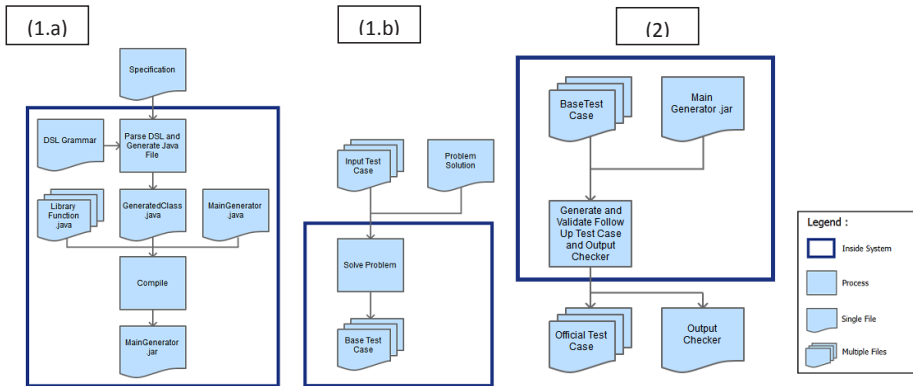 (1.a)
(1.b)
(2)
Specification
DSL Grammar
Parse DSL and
Generate Java
File
Library
Function
.java
GeneratedClass
.java
MainGenerator
.java
Compile
MainGenerator
.jar
Input Test
Case
Problem
Solution
Solve Problem
Base Test
Case
BaseTest
Case
Main
Generator .jar
Generate and
Validate Follow
Up Test Case
and Output
Checker
Official Test
Case
Output
Checker
Legend :
Inside System
Process
Single File
Multiple Files